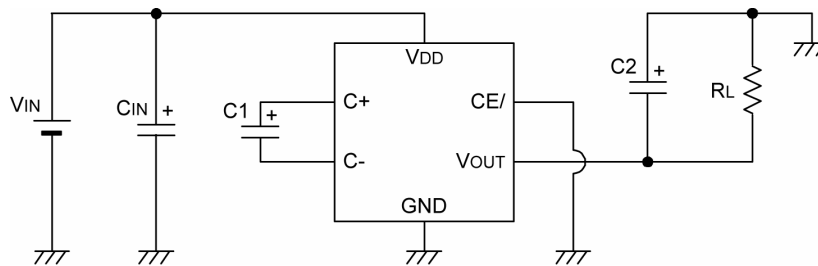 VDD
C2 +
VIN
CIN +
C1 +
C+
CE/
RL
C-
VOUT
GND